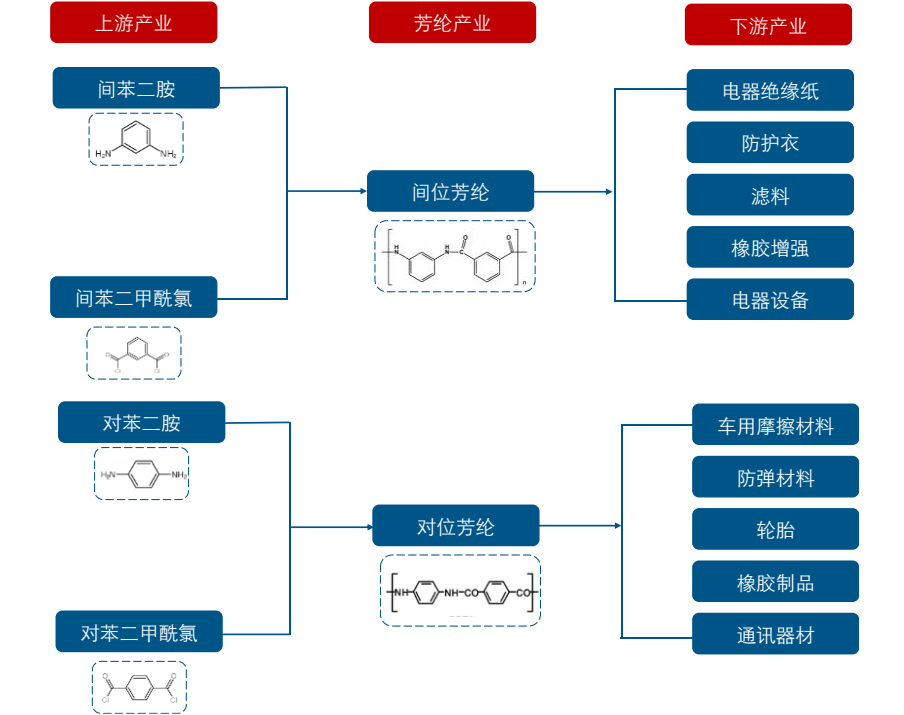 上游产业
芳纶产业
下游产业
间苯二胺
H₂N
NH₂
间苯二甲酰氯
O
O
Cl
Cl
间位芳纶
H
N
H
N
O
C
O
C
n
电器绝缘纸
防护衣
滤料
橡胶增强
电器设备
对苯二胺
H₂N
NH₂
对苯二甲酰氯
O
O
Cl
Cl
对位芳纶
NH
NH
CO
CO
车用摩擦材料
防弹材料
轮胎
橡胶制品
通讯器材